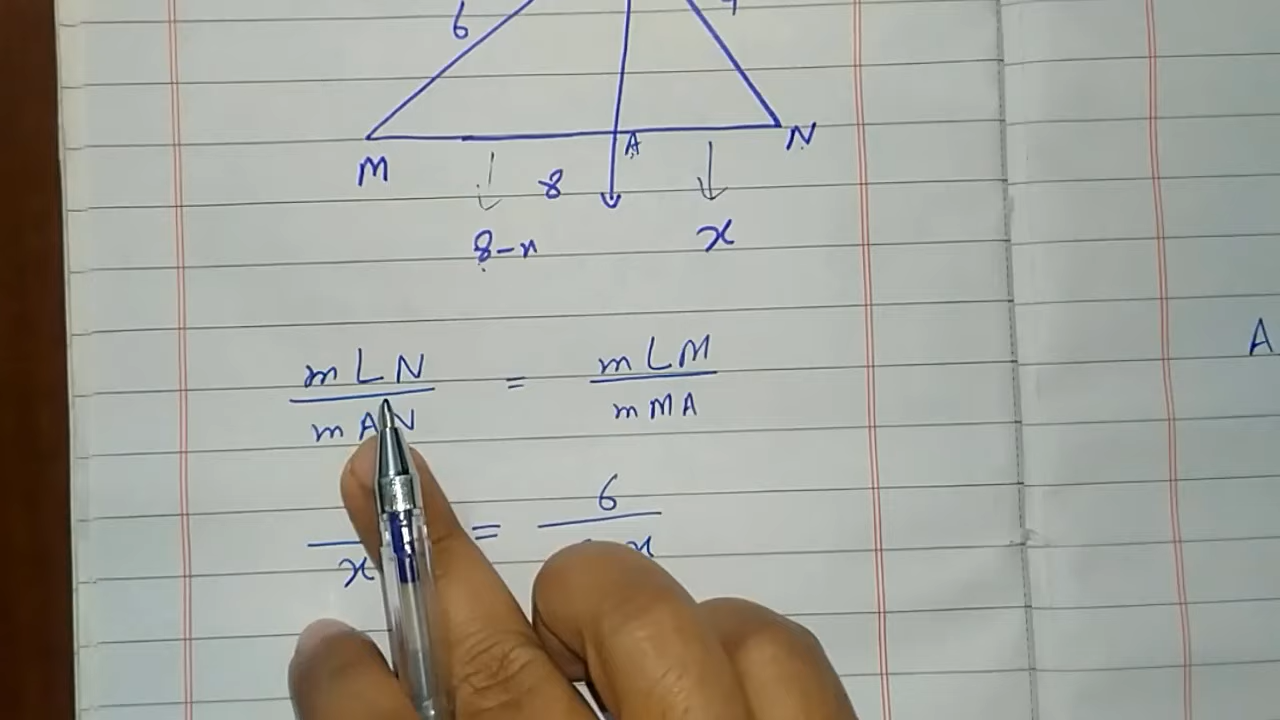 6
M A N
8
8-x x
mLN = mLM
mAN mMA
6
x = x
A